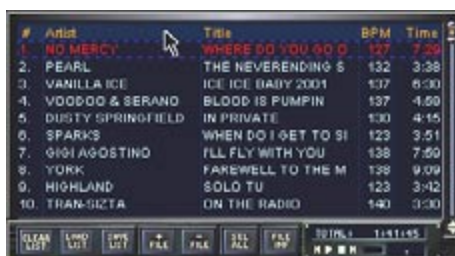 # Artist Title BPM Time
1. NO MERCY WHERE DO YOU GO O 127 7:29
2. PEARL THE NEVERENDING S 132 3:38
3. VANILLA ICE ICE ICE BABY 2001 137 6:30
4. VOODOO & SERANO BLOOD IS PUMPIN 137 4:59
5. DUSTY SPRINGFIELD IN PRIVATE 130 4:15
6. SPARKS WHEN DO I GET TO SI 123 3:51
7. GIGI AGOSTINO I'LL FLY WITH YOU 138 7:59
8. YORK FAREWELL TO THE M 138 9:09
9. HIGHLAND SOLO TU 123 3:42
10. TRAN-SIZTA ON THE RADIO 140 3:30
CLEAR LIST LOAD LIST SAVE LIST + FILE - FILE SEL ALL FILE INF TOTAL: 1:41:45